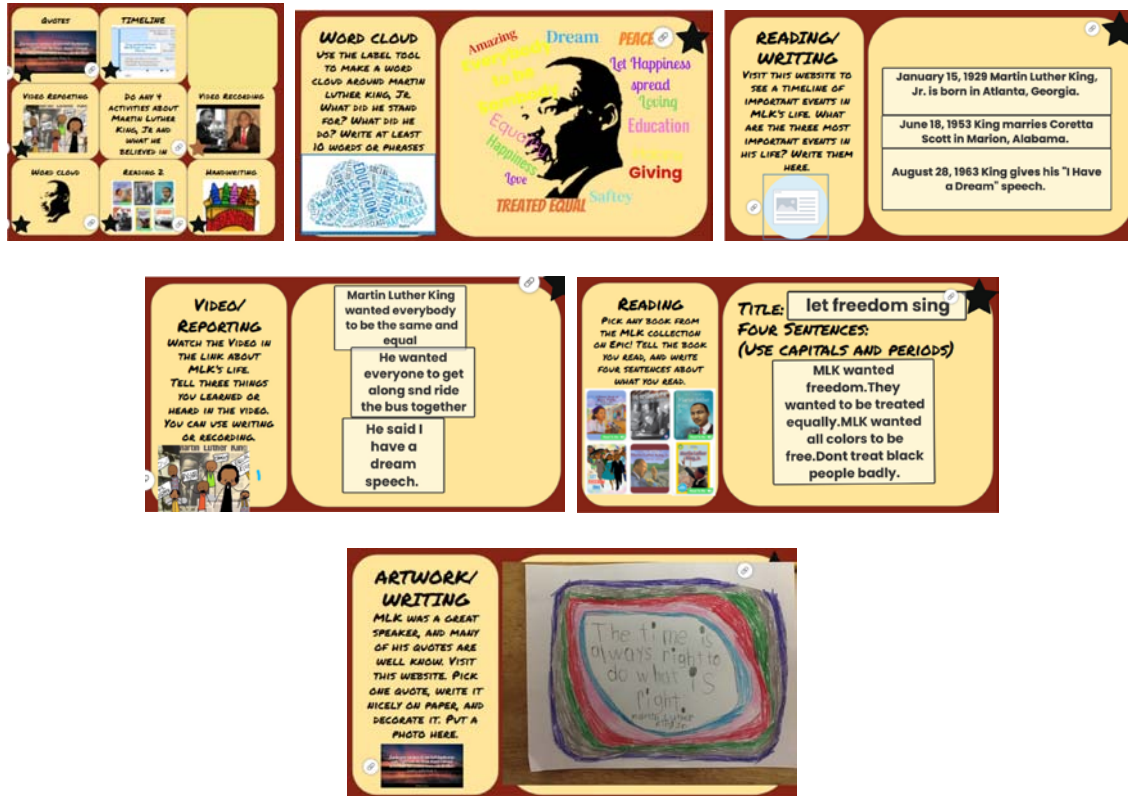 QUOTES
TIMELINE
VIDEO REPORTING
DO ANY 4
ACTIVITIES ABOUT
MARTIN LUTHER
KING, JR AND
WHAT HE
BELIEVED IN
VIDEO RECORDING
WORD CLOUD
READING 2
HANDWRITING
WORD CLOUD
USE THE LABEL TOOL
TO MAKE A WORD
CLOUD AROUND MARTIN
LUTHER KING, JR.
WHAT DID HE STAND
FOR? WHAT DID HE
DO? WRITE AT LEAST
10 WORDS OR PHRASES
EDUCATION
Amazing
Dream
PEACE
Everybody
to be
Somebody
Let Happiness
spread
Loving
Education
Happiness
Love
Giving
TREATED EQUAL
Saftey
READING/
WRITING
VISIT THIS WEBSITE TO
SEE A TIMELINE OF
IMPORTANT EVENTS IN
MLK'S LIFE. WHAT
ARE THE THREE MOST
IMPORTANT EVENTS IN
HIS LIFE? WRITE THEM
HERE.
January 15, 1929 Martin Luther King,
Jr. is born in Atlanta, Georgia.
June 18, 1953 King marries Coretta
Scott in Marion, Alabama.
August 28, 1963 King gives his "I Have
a Dream" speech.
VIDEO/
REPORTING
WATCH THE VIDEO IN
THE LINK ABOUT
MLK'S LIFE.
TELL THREE THINGS
YOU LEARNED OR
HEARD IN THE VIDEO.
YOU CAN USE WRITING
OR RECORDING.
Martin Luther King
Martin Luther King
wanted everybody
to be the same and
equal
He wanted
everyone to get
along snd ride
the bus together
He said I
have a
dream
speech.
READING
PICK ANY BOOK FROM
THE MLK COLLECTION
ON EPIC! TELL THE BOOK
YOU READ, AND WRITE
FOUR SENTENCES ABOUT
WHAT YOU READ.
TITLE: let freedom sing
FOUR SENTENCES:
(USE CAPITALS AND PERIODS)
MLK wanted
freedom.They
wanted to be treated
equally.MLK wanted
all colors to be
free.Dont treat black
people badly.
ARTWORK/
WRITING
MLK WAS A GREAT
SPEAKER, AND MANY
OF HIS QUOTES ARE
WELL KNOW. VISIT
THIS WEBSITE. PICK
ONE QUOTE, WRITE IT
NICELY ON PAPER, AND
DECORATE IT. PUT A
PHOTO HERE.
The time is
always right to
do what is
right.
martin Luther
King Jr.